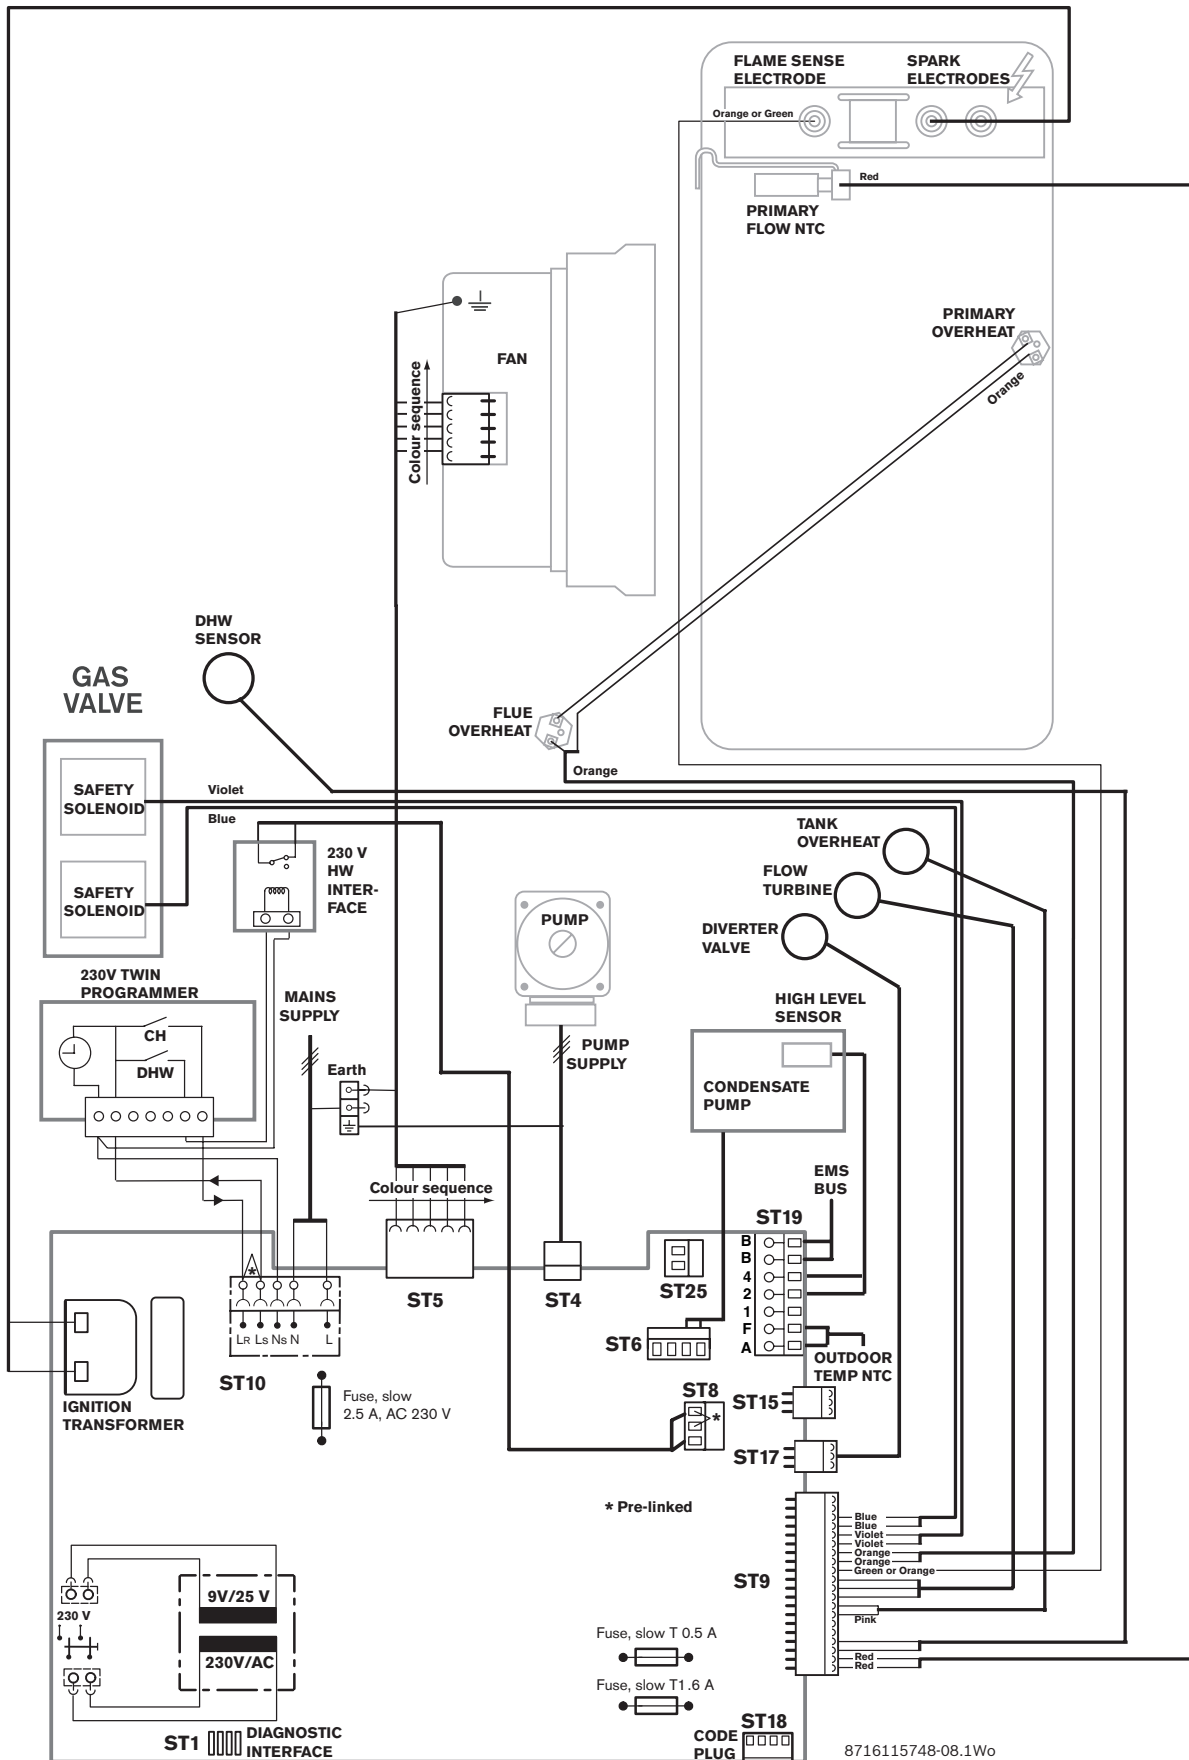 FLAME SENSE
ELECTRODE
SPARK
ELECTRODES
Orange or Green
Red
PRIMARY
FLOW NTC
PRIMARY
OVERHEAT
Orange
FAN
Colour sequence
DHW
SENSOR
GAS
VALVE
FLUE
OVERHEAT
Orange
SAFETY
SOLENOID
Violet
Blue
SAFETY
SOLENOID
230 V
HW
INTER-
FACE
TANK
OVERHEAT
FLOW
TURBINE
DIVERTER
VALVE
PUMP
230V TWIN
PROGRAMMER
CH
DHW
MAINS
SUPPLY
Earth
PUMP
SUPPLY
HIGH LEVEL
SENSOR
CONDENSATE
PUMP
EMS
BUS
Colour sequence
ST19
B
B
4
2
1
F
A
*
LR LS NS N L
ST10
ST5
ST4
ST25
ST6
OUTDOOR
TEMP NTC
IGNITION
TRANSFORMER
Fuse, slow
2.5 A, AC 230 V
ST8
*
ST15
ST17
* Pre-linked
ST9
Blue
Blue
Violet
Violet
Orange
Orange
Green or Orange
Pink
Red
Red
230 V
9V/25 V
230V/AC
Fuse, slow T 0.5 A
Fuse, slow T1.6 A
ST1
DIAGNOSTIC
INTERFACE
ST18
CODE
PLUG
8716115748-08.1Wo